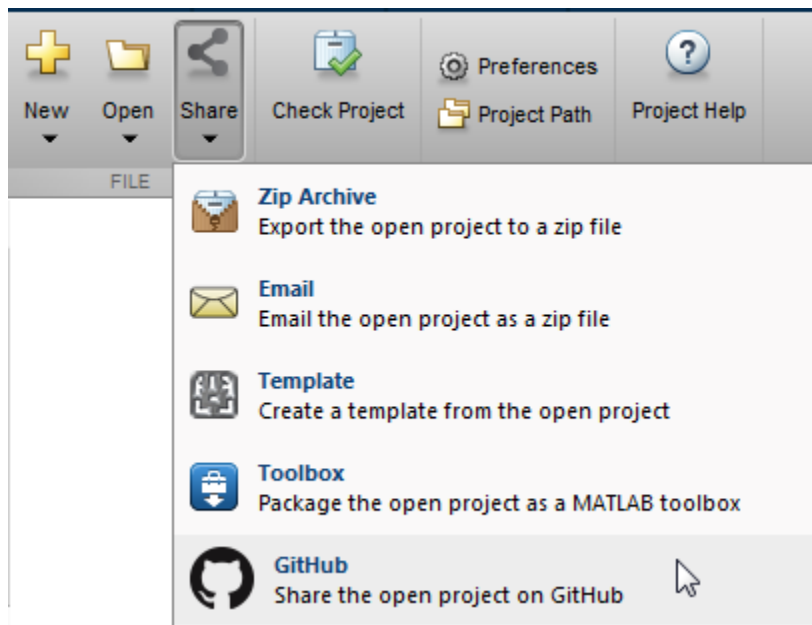 New
Open
Share
Check Project
Preferences
Project Path
Project Help
FILE
Zip Archive
Export the open project to a zip file
Email
Email the open project as a zip file
Template
Create a template from the open project
Toolbox
Package the open project as a MATLAB toolbox
GitHub
Share the open project on GitHub